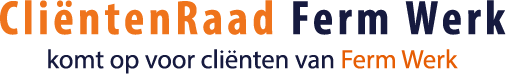 CliëntenRaad Ferm Werk
komt op voor cliënten van Ferm Werk